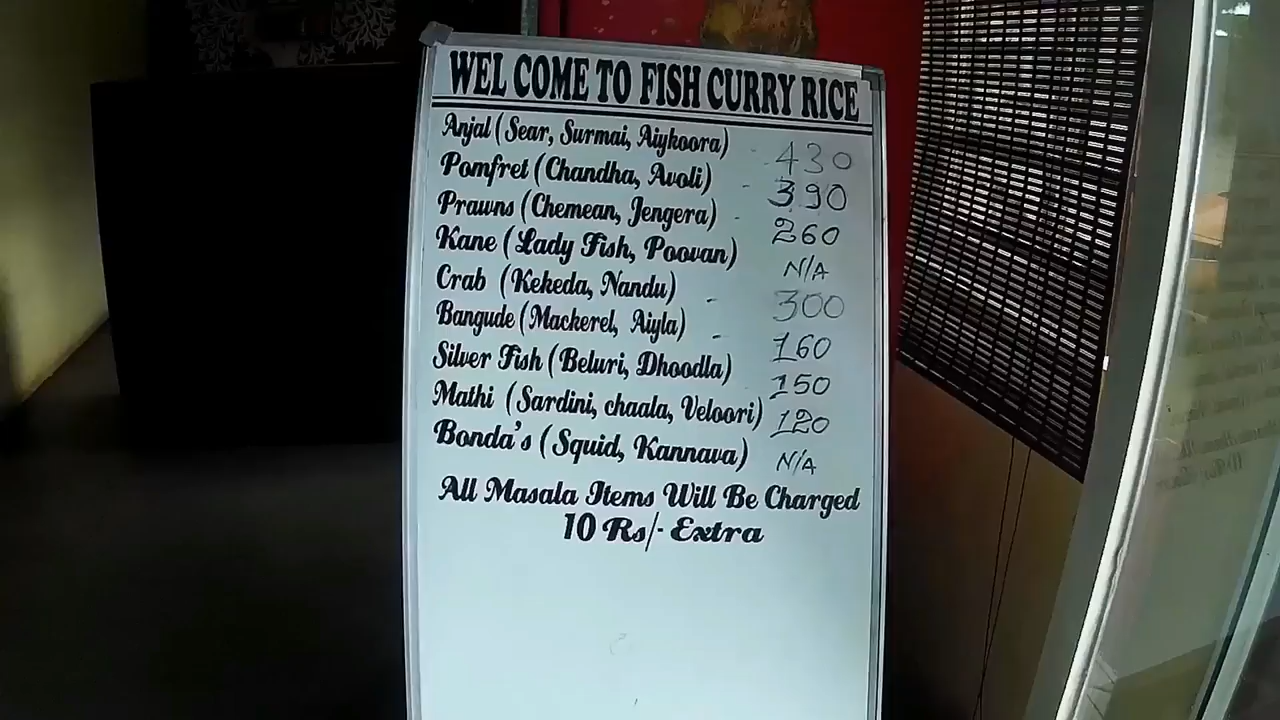 WEL COME TO FISH CURRY RICE
Anjal (Sear, Surmai, Aiykoora) - 430
Pomfret (Chandha, Avoli) - 390
Prawns (Chemean, Jengera) - 260
Kane (Lady Fish, Poovan) N/A
Crab (Kekeda, Nandu) - 300
Bangude (Mackerel, Aiyla) - 160
Silver Fish (Beluri, Dhoodla) 150
Mathi (Sardini, chaala, Veloori) 120
Bonda's (Squid, Kannava) N/A
All Masala Items Will Be Charged
10 Rs/- Extra